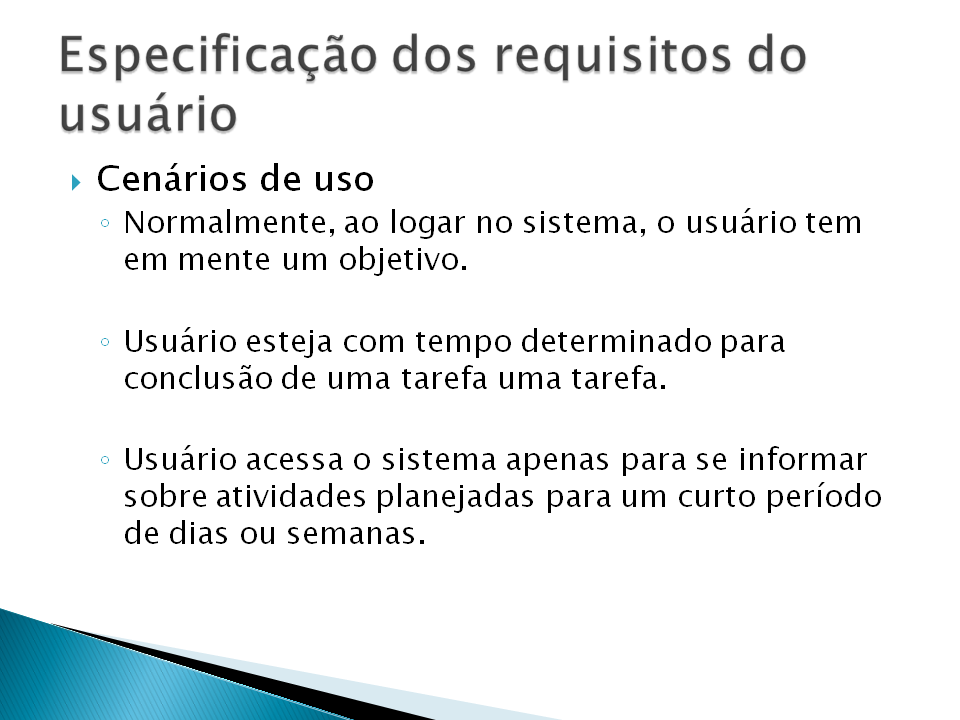 Especificação dos requisitos do
usuário
Cenários de uso
Normalmente, ao logar no sistema, o usuário tem
em mente um objetivo.
Usuário esteja com tempo determinado para
conclusão de uma tarefa uma tarefa.
Usuário acessa o sistema apenas para se informar
sobre atividades planejadas para um curto período
de dias ou semanas.